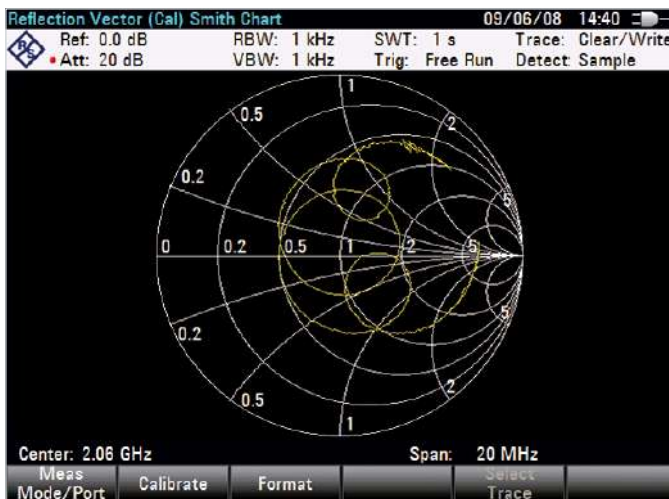 Reflection Vector (Cal) Smith Chart 09/06/08 14:40
Ref: 0.0 dB RBW: 1 kHz SWT: 1 s Trace: Clear/Write
Att: 20 dB VBW: 1 kHz Trig: Free Run Detect: Sample
R&S
1
0.5 2
0.2 5
0 0.2 0.5 1 2 5
0.2 5
0.5 2
1
Center: 2.06 GHz Span: 20 MHz
Meas Mode/Port Calibrate Format Select Trace